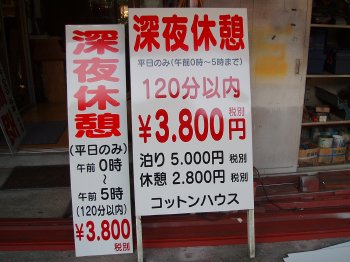 深夜休憩
(平日のみ)
午前0時
~
午前5時
(120分以内)
¥3.800
税別
深夜休憩
平日のみ(午前0時~5時まで)
120分以内
¥3.800円 税別
泊り 5.000円 税別
休憩 2.800円 税別
コットンハウス